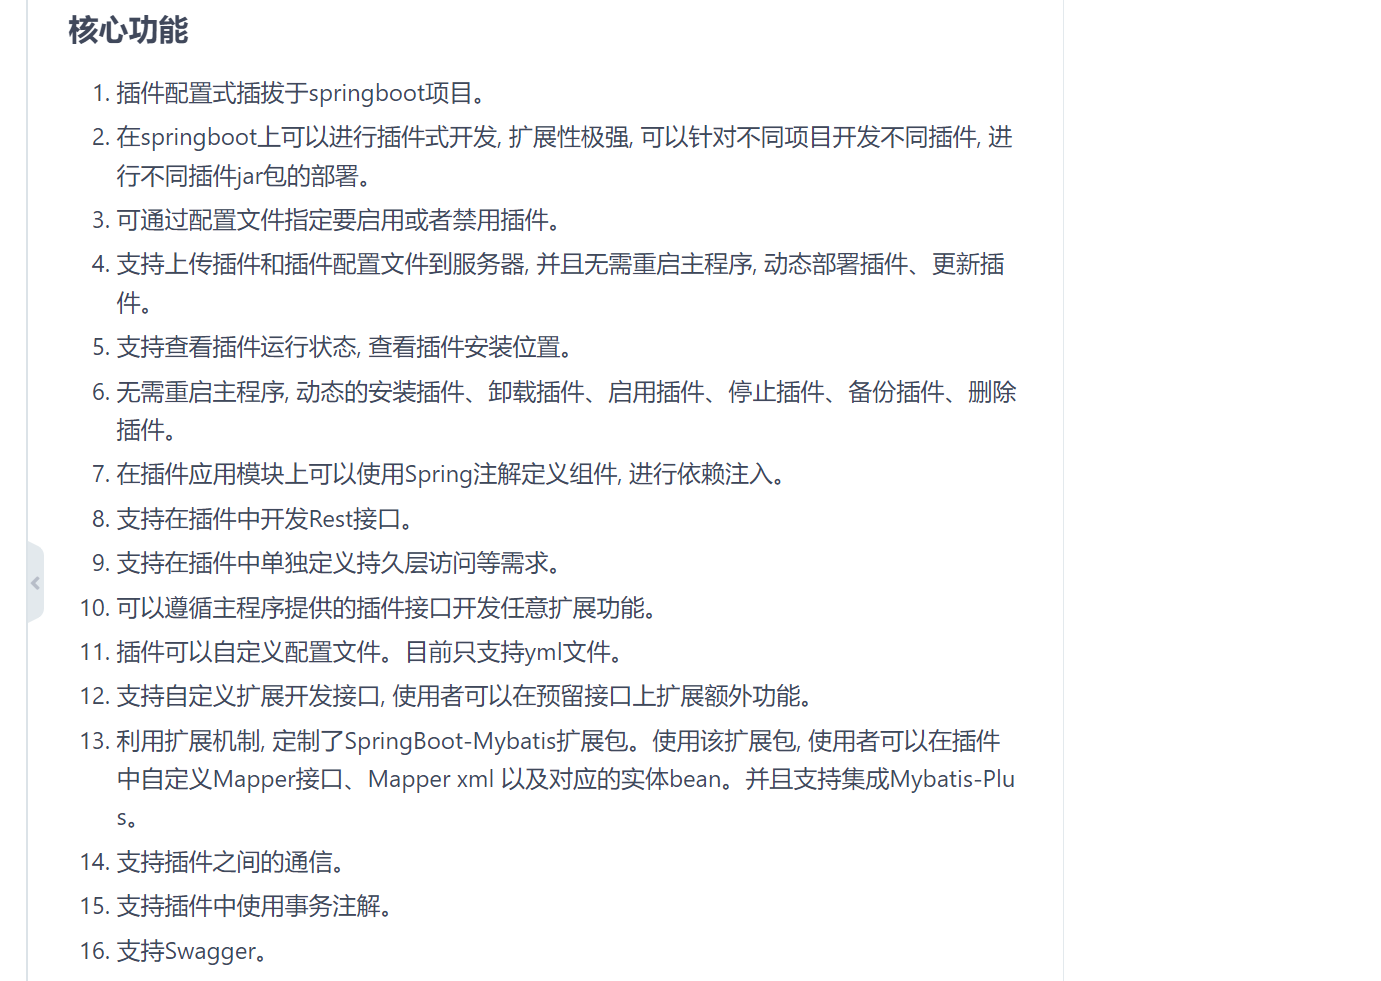 核心功能
1. 插件配置式插拔于springboot项目。
2. 在springboot上可以进行插件式开发, 扩展性极强, 可以针对不同项目开发不同插件, 进
行不同插件jar包的部署。
3. 可通过配置文件指定要启用或者禁用插件。
4. 支持上传插件和插件配置文件到服务器, 并且无需重启主程序, 动态部署插件、更新插
件。
5. 支持查看插件运行状态, 查看插件安装位置。
6. 无需重启主程序, 动态的安装插件、卸载插件、启用插件、停止插件、备份插件、删除
插件。
7. 在插件应用模块上可以使用Spring注解定义组件, 进行依赖注入。
8. 支持在插件中开发Rest接口。
9. 支持在插件中单独定义持久层访问等需求。
10. 可以遵循主程序提供的插件接口开发任意扩展功能。
11. 插件可以自定义配置文件。目前只支持yml文件。
12. 支持自定义扩展开发接口, 使用者可以在预留接口上扩展额外功能。
13. 利用扩展机制, 定制了SpringBoot-Mybatis扩展包。使用该扩展包, 使用者可以在插件
中自定义Mapper接口、Mapper xml 以及对应的实体bean。并且支持集成Mybatis-Plu
s。
14. 支持插件之间的通信。
15. 支持插件中使用事务注解。
16. 支持Swagger。